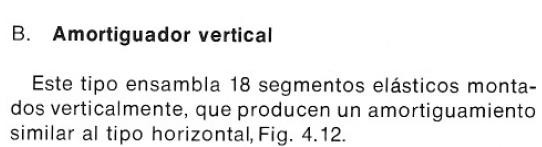 B. Amortiguador vertical
Este tipo ensambla 18 segmentos elásticos monta-
dos verticalmente, que producen un amortiguamiento
similar al tipo horizontal, Fig. 4.12.